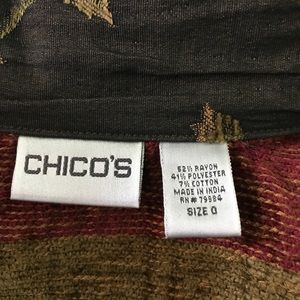 CHICO'S
52% RAYON
41% POLYESTER
7% COTTON
MADE IN INDIA
RN# 79984
SIZE 0